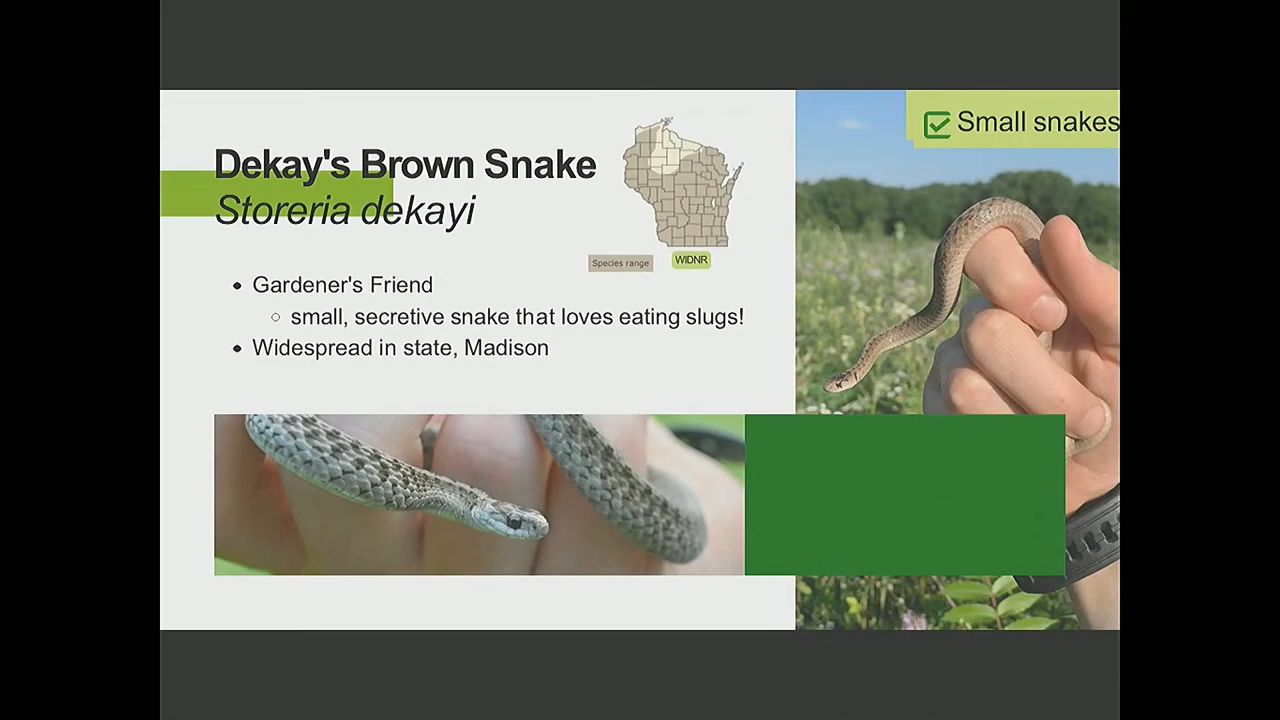 Small snakes
Dekay's Brown Snake
Storeria dekayi
Species range
WIDNR
Gardener's Friend
small, secretive snake that loves eating slugs!
Widespread in state, Madison